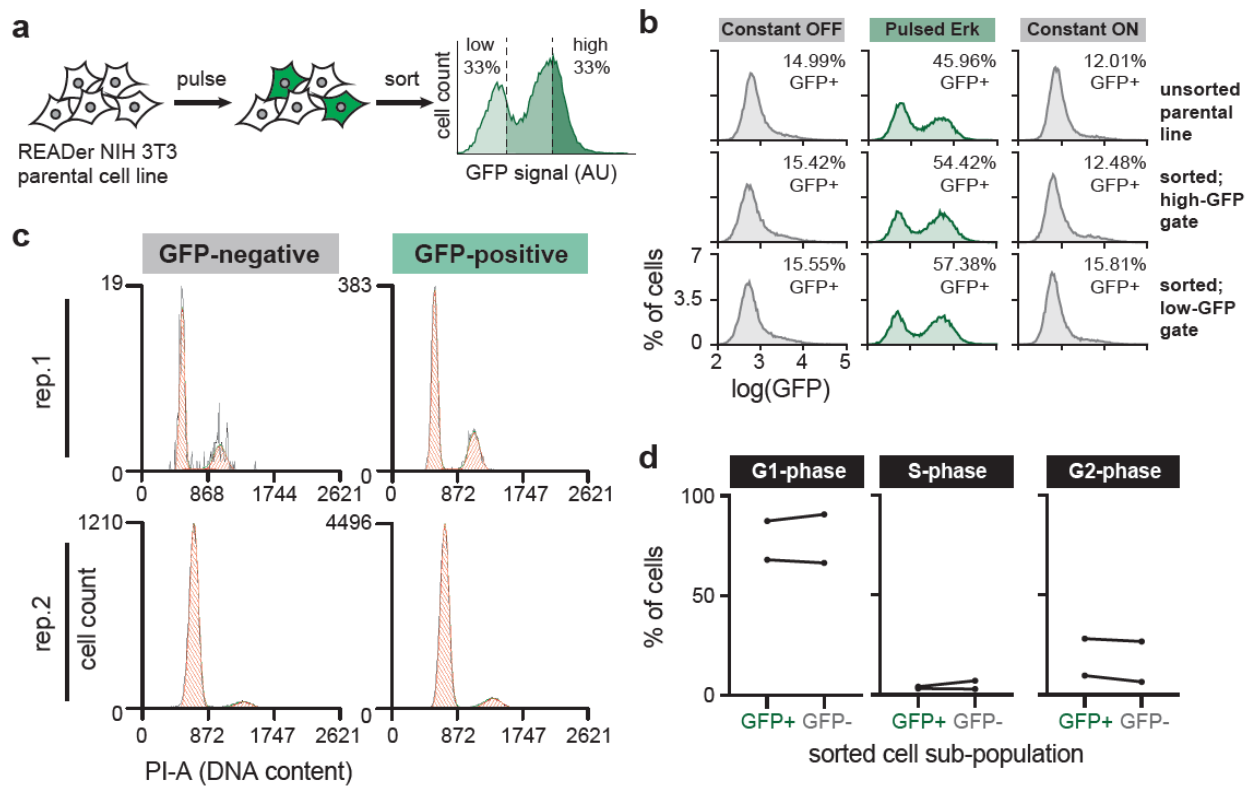 a
low
33%
high
33%
pulse
sort
cell count
READer NIH 3T3
parental cell line
GFP signal (AU)
b
Constant OFF
Pulsed Erk
Constant ON
14.99%
GFP+
45.96%
GFP+
12.01%
GFP+
unsorted
parental
line
15.42%
GFP+
54.42%
GFP+
12.48%
GFP+
sorted;
high-GFP
gate
7
3.5
0
% of cells
15.55%
GFP+
57.38%
GFP+
15.81%
GFP+
sorted;
low-GFP
gate
2 3 4 5
log(GFP)
c
GFP-negative
GFP-positive
rep.1
19
0
0 868 1744 2621
383
0
0 872 1747 2621
rep.2
cell count
1210
0
0 872 1747 2621
4496
0
0 872 1747 2621
PI-A (DNA content)
d
G1-phase
S-phase
G2-phase
% of cells
100
50
0
GFP+ GFP-
GFP+ GFP-
GFP+ GFP-
sorted cell sub-population